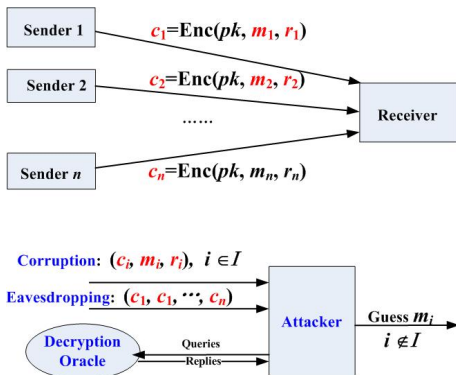 Sender 1
c₁=Enc(pk, m₁, r₁)
Sender 2
c₂=Enc(pk, m₂, r₂)
......
Receiver
Sender n
cₙ=Enc(pk, mₙ, rₙ)
Corruption: (cᵢ, mᵢ, rᵢ), i ∈ I
Eavesdropping: (c₁, c₁, ···, cₙ)
Attacker
Guess mᵢ
i ∉ I
Decryption
Oracle
Queries
Replies